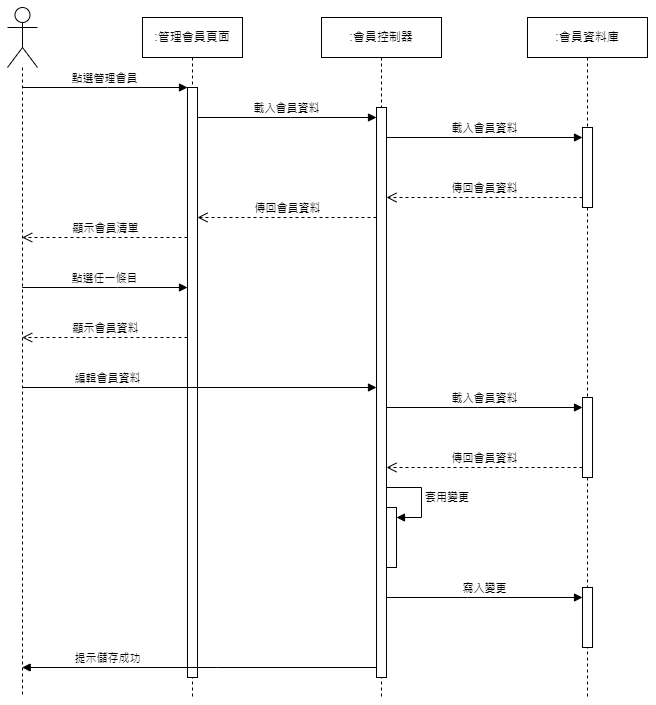 :管理會員頁面
:會員控制器
:會員資料庫
點選管理會員
載入會員資料
載入會員資料
傳回會員資料
傳回會員資料
顯示會員清單
點選任一條目
顯示會員資料
編輯會員資料
載入會員資料
傳回會員資料
套用變更
寫入變更
提示儲存成功